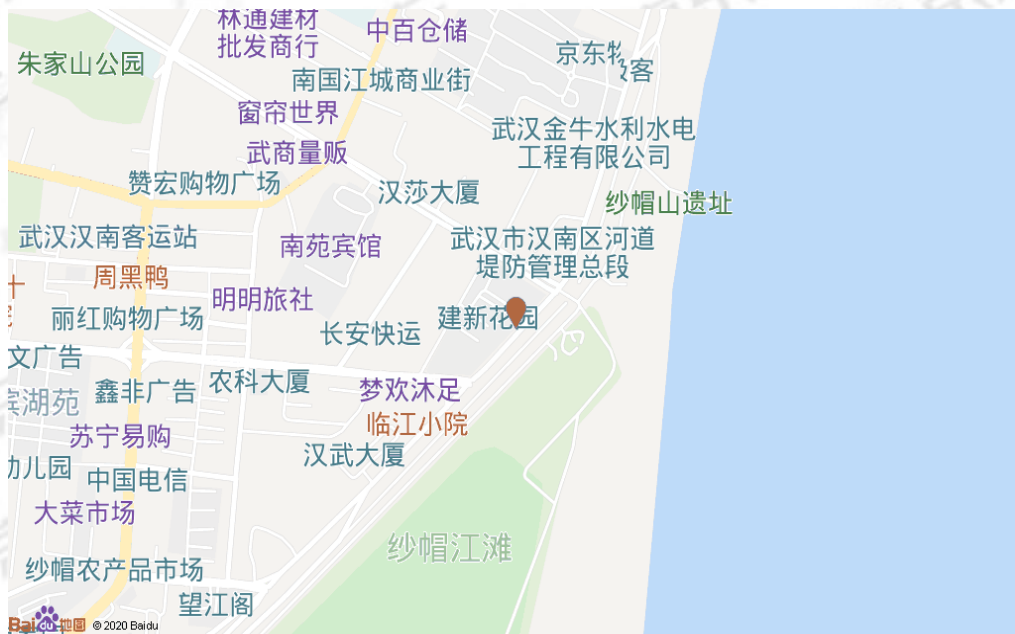 林通建材
批发商行
中百仓储
朱家山公园
京东物
极客
南国江城商业街
窗帘世界
武汉金牛水利水电
工程有限公司
武商量贩
赞宏购物广场
汉莎大厦
纱帽山遗址
武汉汉南客运站
南苑宾馆
武汉市汉南区河道
堤防管理总段
周黑鸭
明明旅社
丽红购物广场
建新花园
长安快运
文广告
农科大厦
鑫非广告
梦欢沐足
滨湖苑
临江小院
苏宁易购
汉武大厦
幼儿园
中国电信
大菜市场
纱帽江滩
纱帽农产品市场
望江阁
Bai du 地图 © 2020 Baidu